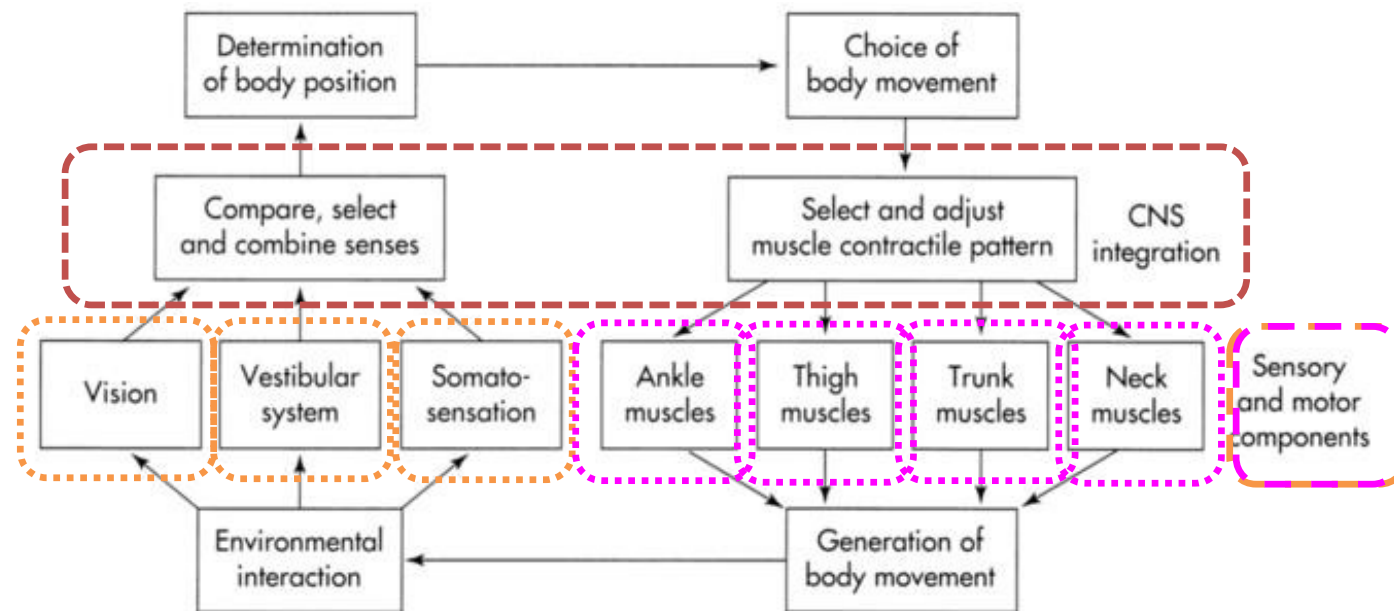 Determination
of body position
Choice of
body movement
Compare, select
and combine senses
Select and adjust
muscle contractile pattern
CNS
integration
Vision
Vestibular
system
Somato-
sensation
Ankle
muscles
Thigh
muscles
Trunk
muscles
Neck
muscles
Sensory
and motor
components
Environmental
interaction
Generation of
body movement